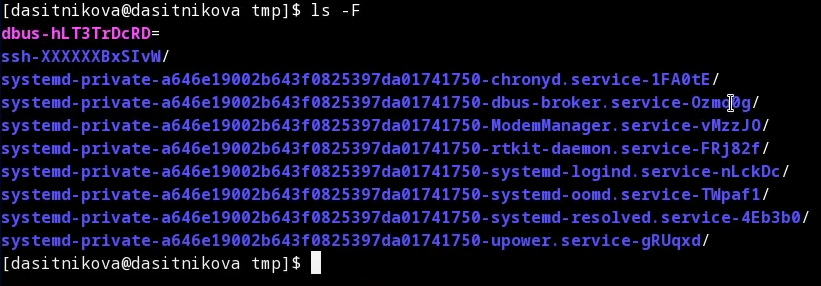 [dasitnikova@dasitnikova tmp]$ ls -F
dbus-hLT3TrDcRD=
ssh-XXXXXXBxSIvW/
systemd-private-a646e19002b643f0825397da01741750-chronyd.service-1FA0tE/
systemd-private-a646e19002b643f0825397da01741750-dbus-broker.service-Ozmo0g/
systemd-private-a646e19002b643f0825397da01741750-ModemManager.service-vMzzJO/
systemd-private-a646e19002b643f0825397da01741750-rtkit-daemon.service-FRj82f/
systemd-private-a646e19002b643f0825397da01741750-systemd-logind.service-nLckDc/
systemd-private-a646e19002b643f0825397da01741750-systemd-oomd.service-TWpaf1/
systemd-private-a646e19002b643f0825397da01741750-systemd-resolved.service-4Eb3b0/
systemd-private-a646e19002b643f0825397da01741750-upower.service-gRUqxd/
[dasitnikova@dasitnikova tmp]$